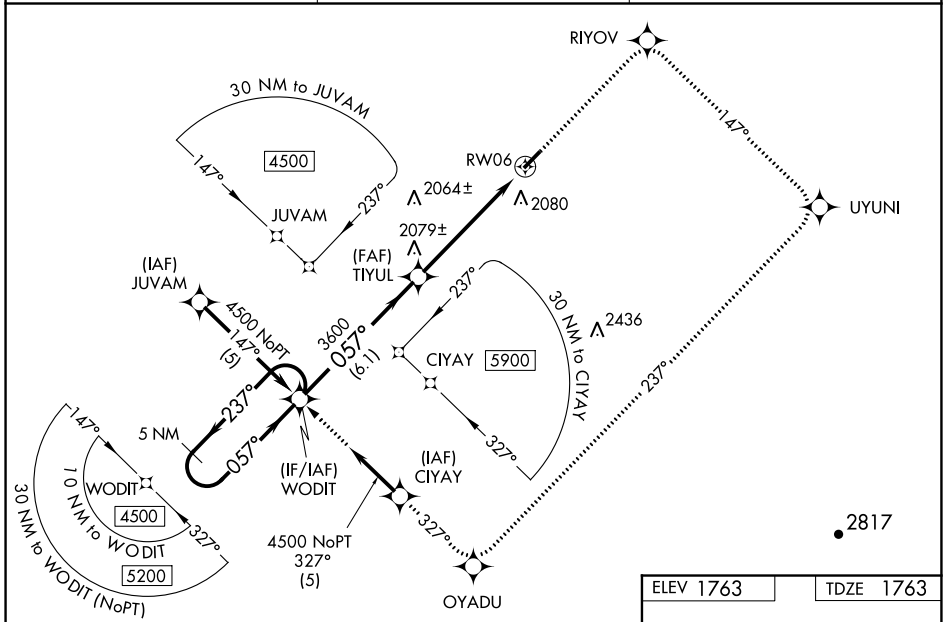 RIYOV
30 NM to JUVAM
4500
147°
237°
JUVAM
147°
RW06
2064±
2080
2079±
UYUNI
(FAF)
TIYUL
(IAF)
JUVAM
4500 NoPT
147°
(5)
3600
057°
(6.1)
237°
30 NM to CIYAY
2436
CIYAY
5900
327°
237°
237°
057°
5 NM
(IF/IAF)
WODIT
(IAF)
CIYAY
147°
WODIT
4500
10 NM to WODIT
327°
5200
30 NM to WODIT (NoPT)
4500 NoPT
327°
(5)
327°
OYADU
2817
ELEV 1763
TDZE 1763